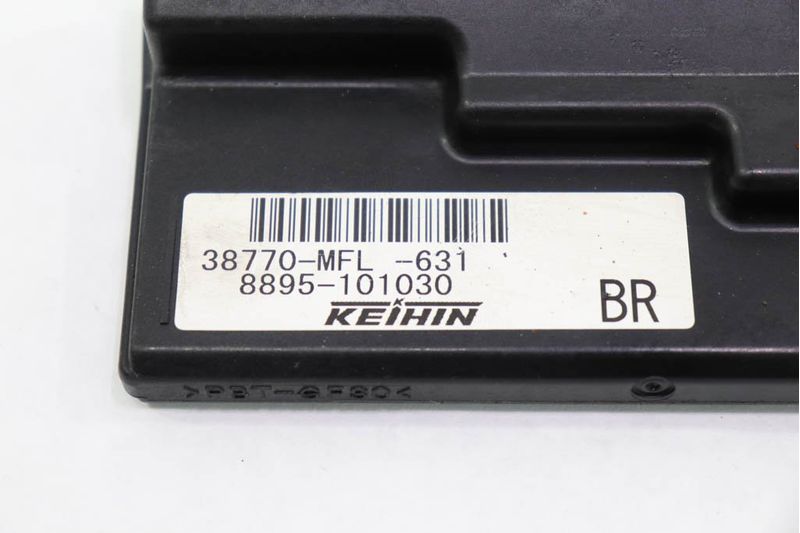 38770-MFL -631
8895-101030
KEIHIN
BR
>PBT-GF30<